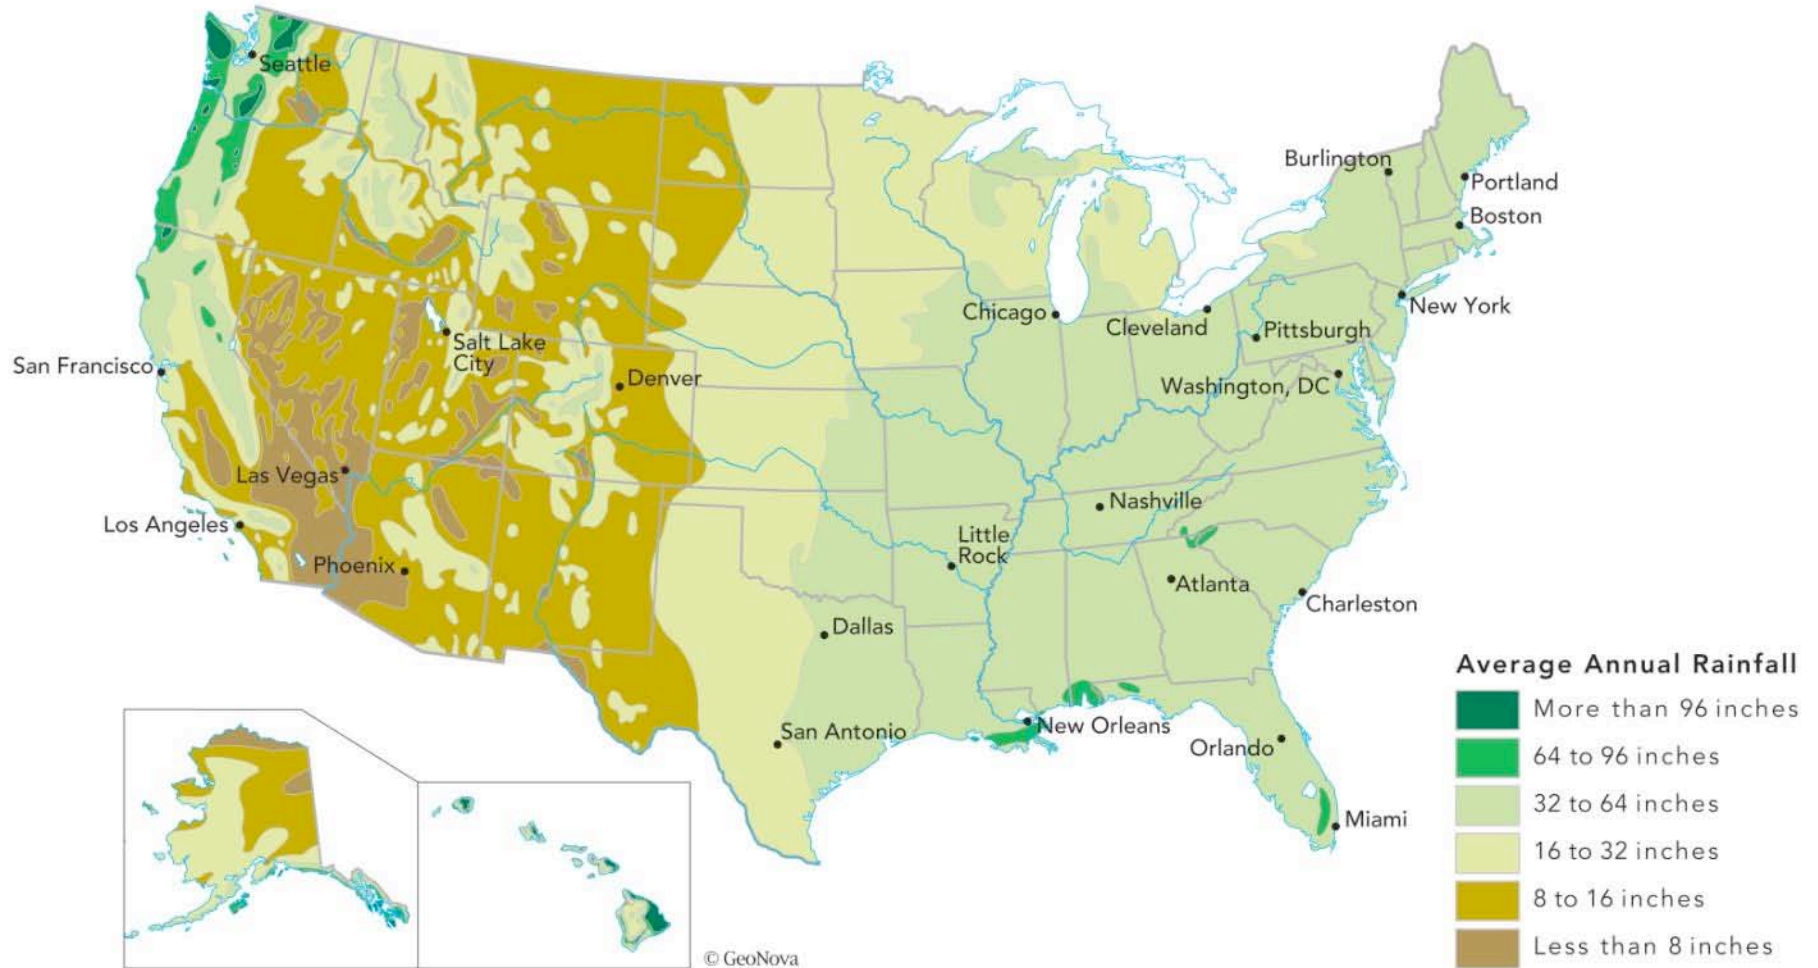 Seattle
Burlington
Portland
Boston
New York
Chicago
Cleveland
Pittsburgh
Salt Lake
City
San Francisco
Denver
Washington, DC
Las Vegas
Nashville
Los Angeles
Little
Rock
Phoenix
Atlanta
Charleston
Dallas
San Antonio
New Orleans
Orlando
Miami
Average Annual Rainfall
More than 96 inches
64 to 96 inches
32 to 64 inches
16 to 32 inches
8 to 16 inches
Less than 8 inches
© GeoNova